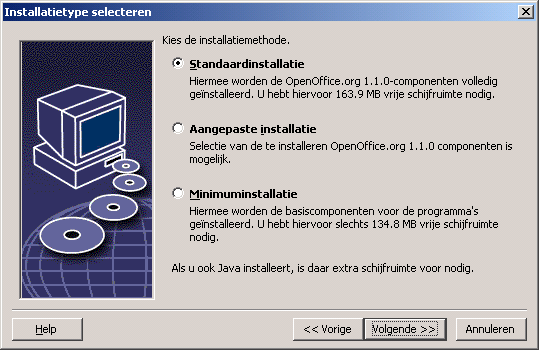 Installatietype selecteren
Kies de installatiemethode.
Standaardinstallatie
Hiermee worden de OpenOffice.org 1.1.0-componenten volledig
geïnstalleerd. U hebt hiervoor 163.9 MB vrije schijfruimte nodig.
Aangepaste installatie
Selectie van de te installeren OpenOffice.org 1.1.0 componenten is
mogelijk.
Minimuminstallatie
Hiermee worden de basiscomponenten voor de programma's
geïnstalleerd. U hebt hiervoor slechts 134.8 MB vrije schijfruimte
nodig.
Als u ook Java installeert, is daar extra schijfruimte voor nodig.
Help
<< Vorige
Volgende >>
Annuleren